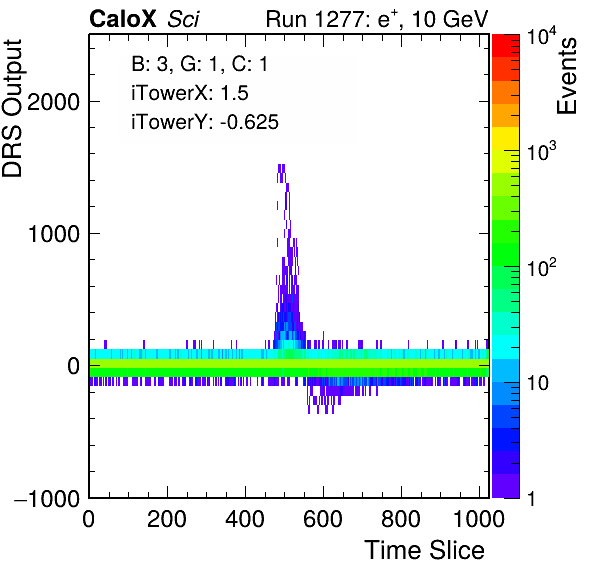 CaloX Sci
Run 1277: e+, 10 GeV
B: 3, G: 1, C: 1
iTowerX: 1.5
iTowerY: -0.625
DRS Output
2000
1000
0
−1000
0 200 400 600 800 1000
Time Slice
Events
10^4
10^3
10^2
10
1